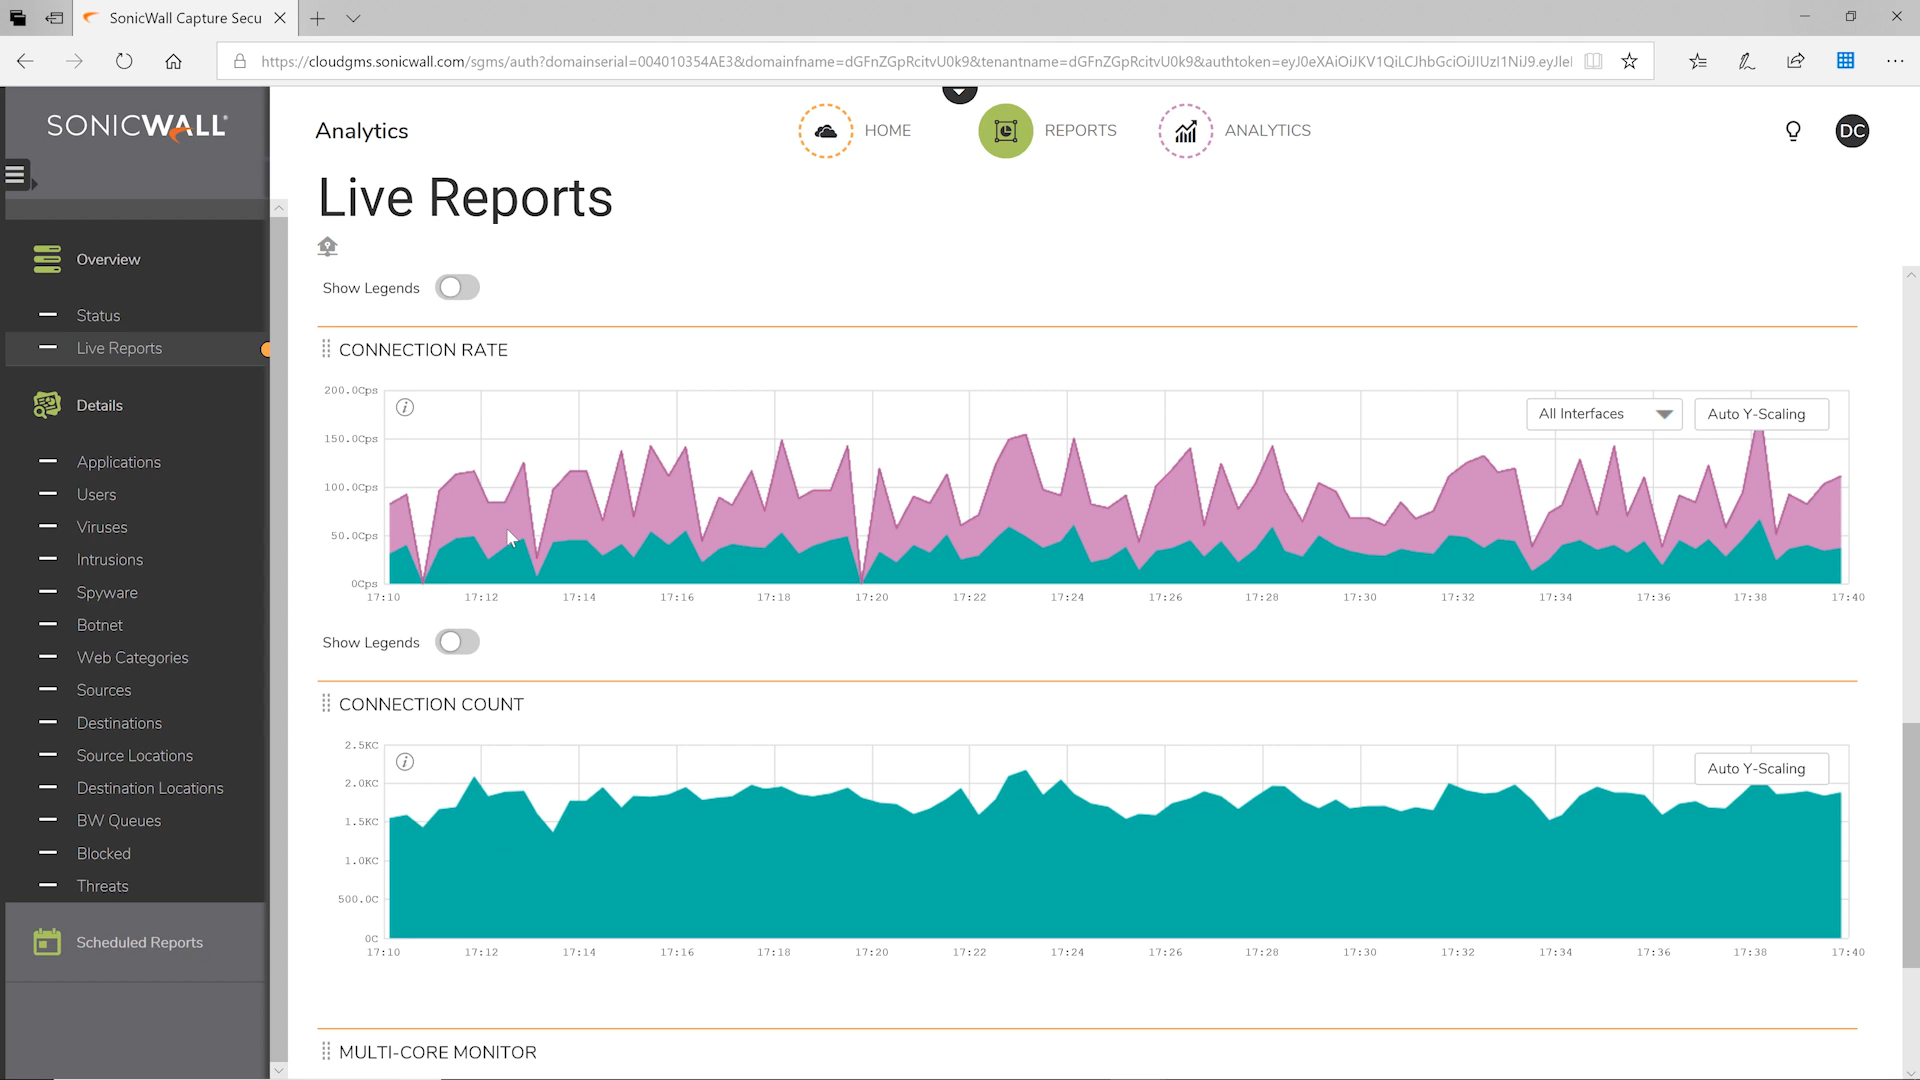 SonicWall Capture Secu
https://cloudgms.sonicwall.com/sgms/auth?domainserial=004010354AE3&domainfname=dGFnZGpRcitvU0k9&tenantname=dGFnZGpRcitvU0k9&authtoken=eyJ0eXAiOiJKV1QiLCJhbGciOiJIUzI1NiJ9.eyJlel
SONICWALL
Analytics
HOME
REPORTS
ANALYTICS
DC
Live Reports
Overview
Status
Live Reports
Details
Applications
Users
Viruses
Intrusions
Spyware
Botnet
Web Categories
Sources
Destinations
Source Locations
Destination Locations
BW Queues
Blocked
Threats
Scheduled Reports
Show Legends
CONNECTION RATE
All Interfaces
Auto Y-Scaling
200.0Cps
150.0Cps
100.0Cps
50.0Cps
0Cps
17:10 17:12 17:14 17:16 17:18 17:20 17:22 17:24 17:26 17:28 17:30 17:32 17:34 17:36 17:38 17:40
Show Legends
CONNECTION COUNT
Auto Y-Scaling
2.5KC
2.0KC
1.5KC
1.0KC
500.0C
0C
17:10 17:12 17:14 17:16 17:18 17:20 17:22 17:24 17:26 17:28 17:30 17:32 17:34 17:36 17:38 17:40
MULTI-CORE MONITOR